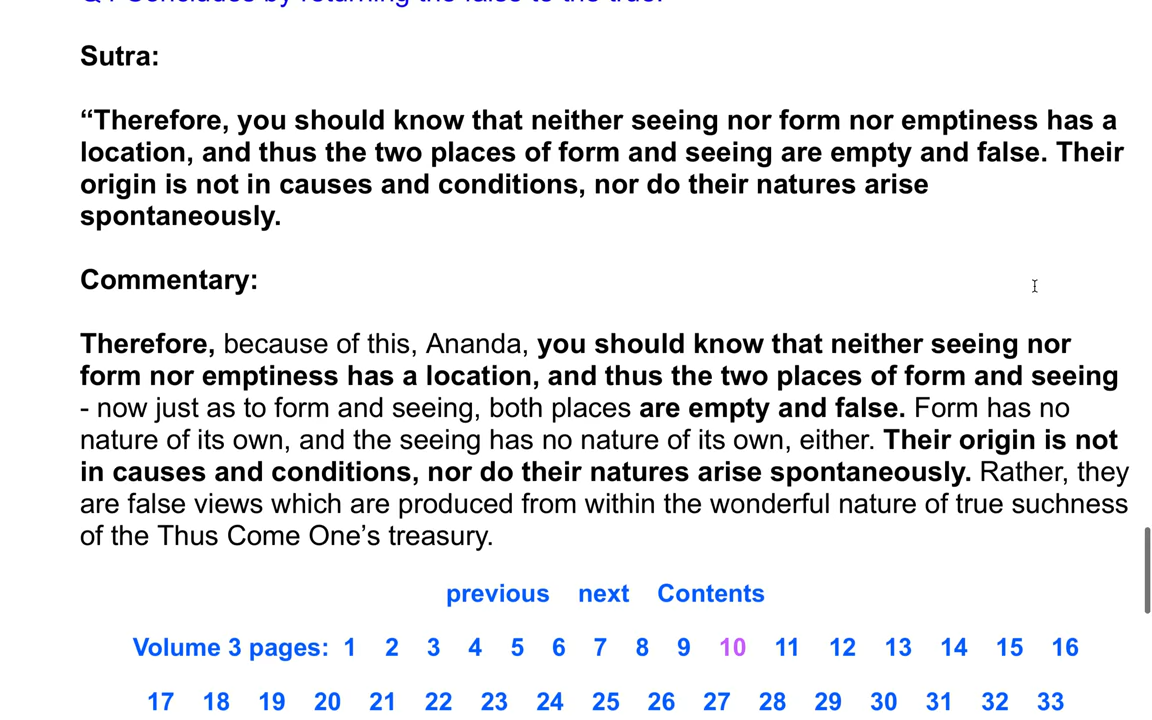 Q4 Concludes by returning the false to the true.
Sutra:
“Therefore, you should know that neither seeing nor form nor emptiness has a
location, and thus the two places of form and seeing are empty and false. Their
origin is not in causes and conditions, nor do their natures arise
spontaneously.
Commentary:
Therefore, because of this, Ananda, you should know that neither seeing nor
form nor emptiness has a location, and thus the two places of form and seeing
- now just as to form and seeing, both places are empty and false. Form has no
nature of its own, and the seeing has no nature of its own, either. Their origin is not
in causes and conditions, nor do their natures arise spontaneously. Rather, they
are false views which are produced from within the wonderful nature of true suchness
of the Thus Come One’s treasury.
previous next Contents
Volume 3 pages: 1 2 3 4 5 6 7 8 9 10 11 12 13 14 15 16
17 18 19 20 21 22 23 24 25 26 27 28 29 30 31 32 33